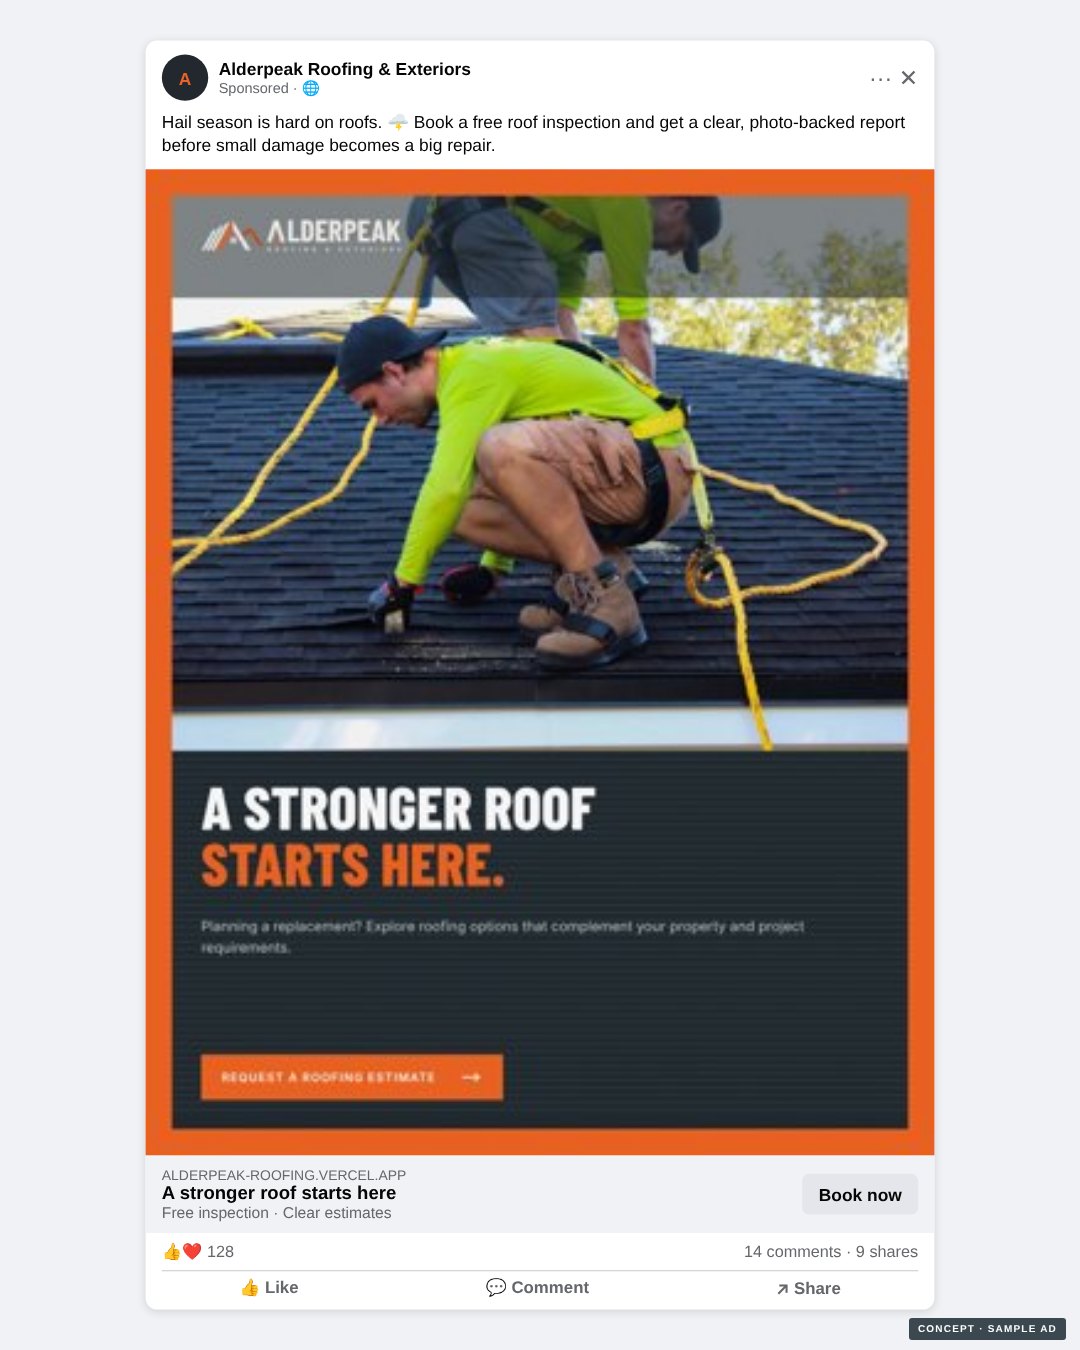 A
Alderpeak Roofing & Exteriors
Sponsored · 🌐
··· ✕
Hail season is hard on roofs. 🌩️ Book a free roof inspection and get a clear, photo-backed report
before small damage becomes a big repair.
ALDERPEAK
ROOFING & EXTERIORS
A STRONGER ROOF
STARTS HERE.
Planning a replacement? Explore roofing options that complement your property and project
requirements.
REQUEST A ROOFING ESTIMATE →
ALDERPEAK-ROOFING.VERCEL.APP
A stronger roof starts here
Free inspection · Clear estimates
Book now
👍❤️ 128
14 comments · 9 shares
👍 Like
💬 Comment
↗ Share
CONCEPT · SAMPLE AD